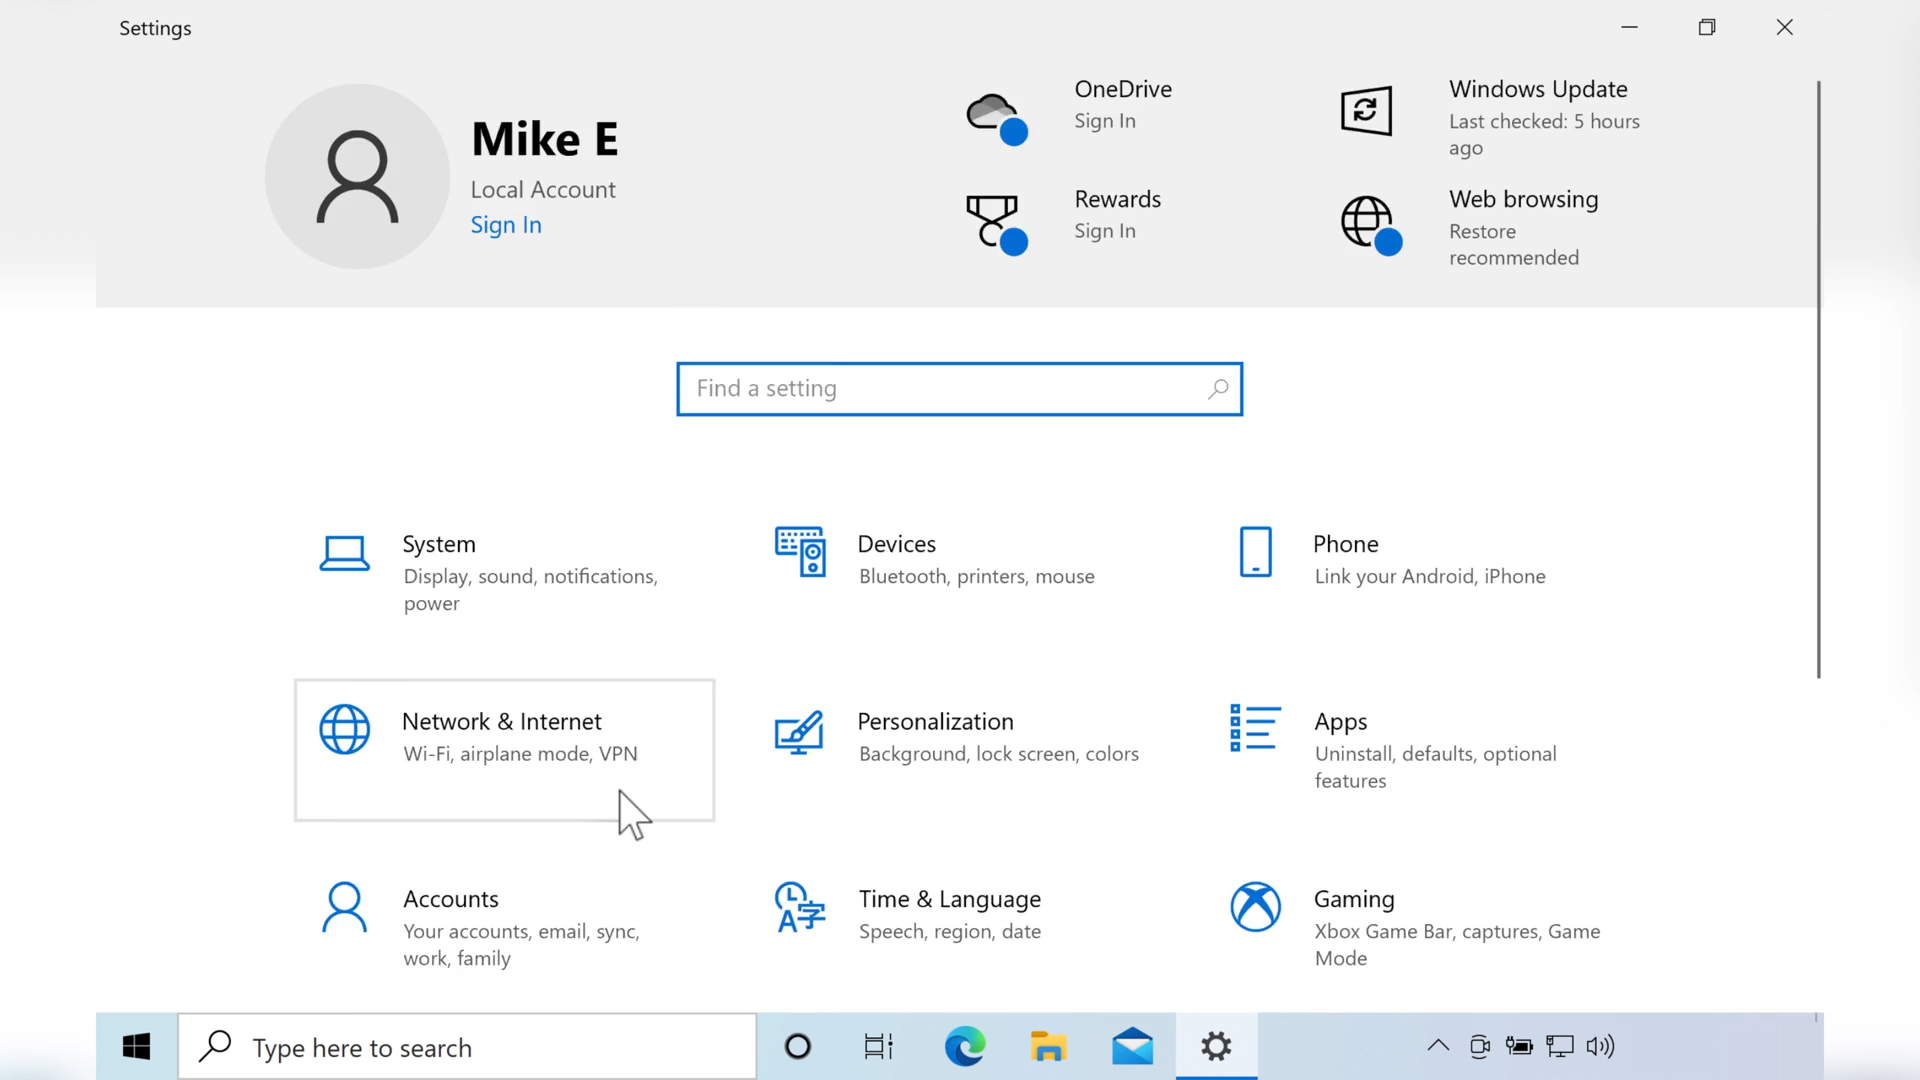 Settings
Mike E
Local Account
Sign In
OneDrive
Sign In
Windows Update
Last checked: 5 hours
ago
Rewards
Sign In
Web browsing
Restore
recommended
Find a setting
System
Display, sound, notifications,
power
Devices
Bluetooth, printers, mouse
Phone
Link your Android, iPhone
Network & Internet
Wi-Fi, airplane mode, VPN
Personalization
Background, lock screen, colors
Apps
Uninstall, defaults, optional
features
Accounts
Your accounts, email, sync,
work, family
Time & Language
Speech, region, date
Gaming
Xbox Game Bar, captures, Game
Mode
Type here to search